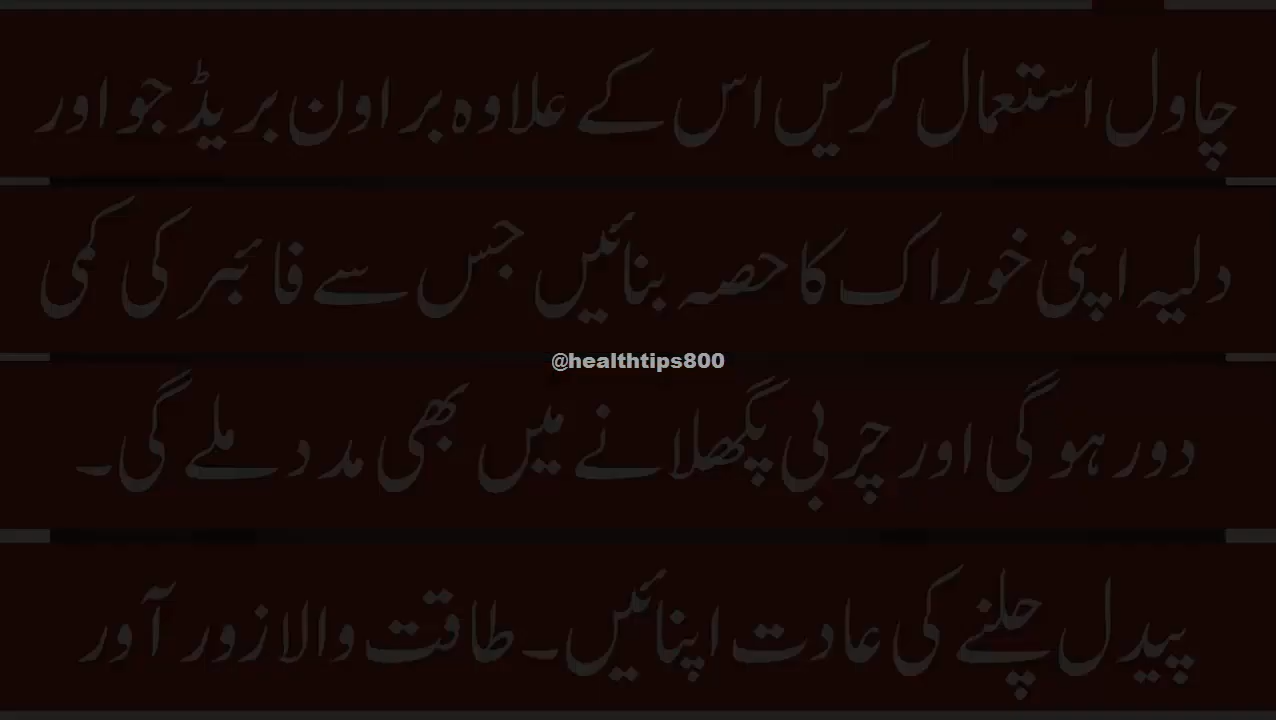 چاول استعمال کریں اس کے علاوہ براون بریڈ جو اور
دلیہ اپنی خوراک کا حصہ بنائیں جس سے فائبر کی کمی
@healthtips800
دور ہو گی اور چربی پگھلانے میں بھی مدد ملے گی۔
پیدل چلنے کی عادت اپنائیں۔ طاقت والا زور آور